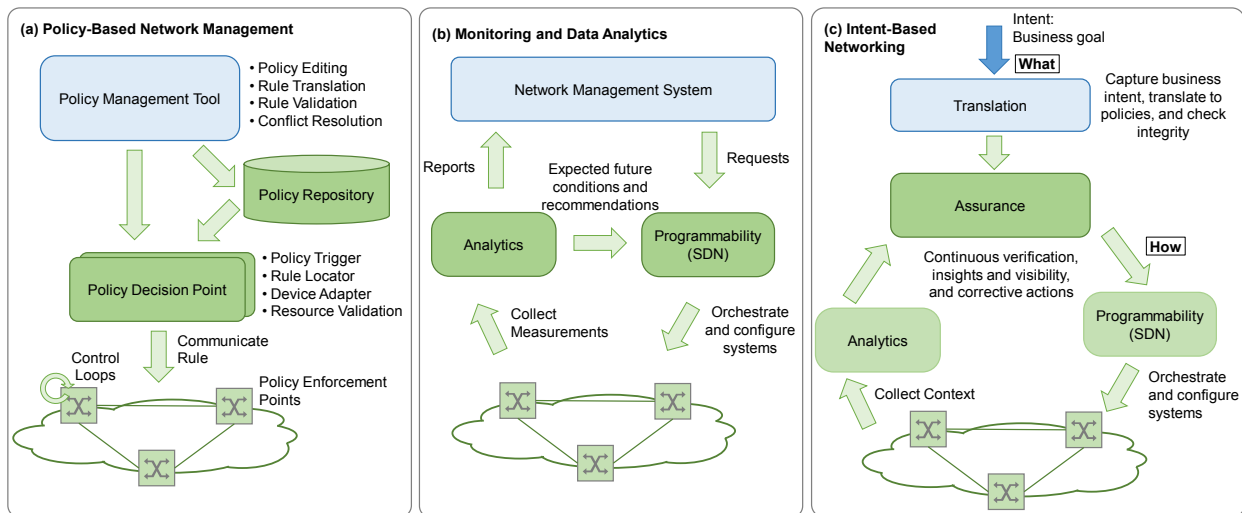 (a) Policy-Based Network Management
Policy Management Tool
• Policy Editing
• Rule Translation
• Rule Validation
• Conflict Resolution
Policy Repository
Policy Decision Point
• Policy Trigger
• Rule Locator
• Device Adapter
• Resource Validation
Communicate
Rule
Control
Loops
Policy Enforcement
Points
(b) Monitoring and Data Analytics
Network Management System
Reports
Requests
Expected future
conditions and
recommendations
Analytics
Programmability
(SDN)
Collect
Measurements
Orchestrate
and configure
systems
(c) Intent-Based
Networking
Intent:
Business goal
What
Translation
Capture business
intent, translate to
policies, and check
integrity
Assurance
How
Continuous verification,
insights and visibility,
and corrective actions
Analytics
Programmability
(SDN)
Collect Context
Orchestrate
and configure
systems